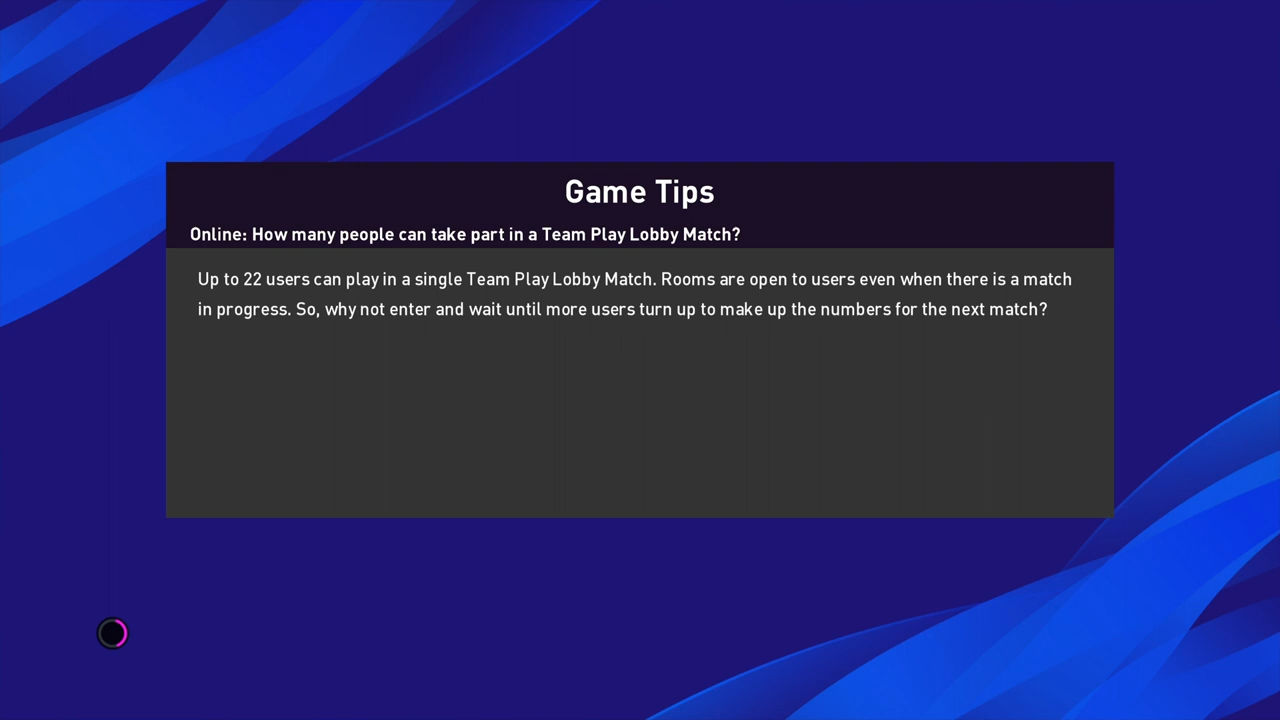 Game Tips
Online: How many people can take part in a Team Play Lobby Match?
Up to 22 users can play in a single Team Play Lobby Match. Rooms are open to users even when there is a match
in progress. So, why not enter and wait until more users turn up to make up the numbers for the next match?